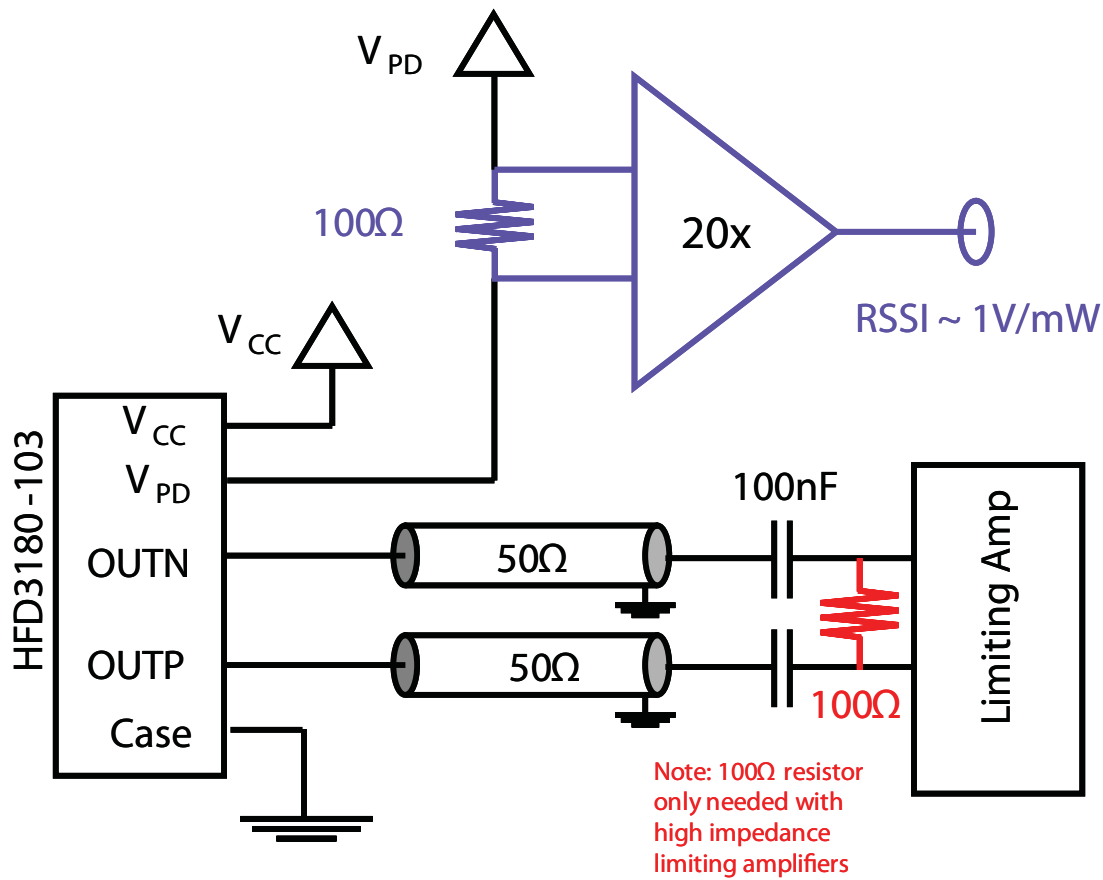 V PD
100Ω
20x
RSSI ~ 1V/mW
V CC
HFD3180-103
V CC
V PD
OUTN
OUTP
Case
50Ω
50Ω
100nF
100Ω
Limiting Amp
Note: 100Ω resistor
only needed with
high impedance
limiting amplifiers